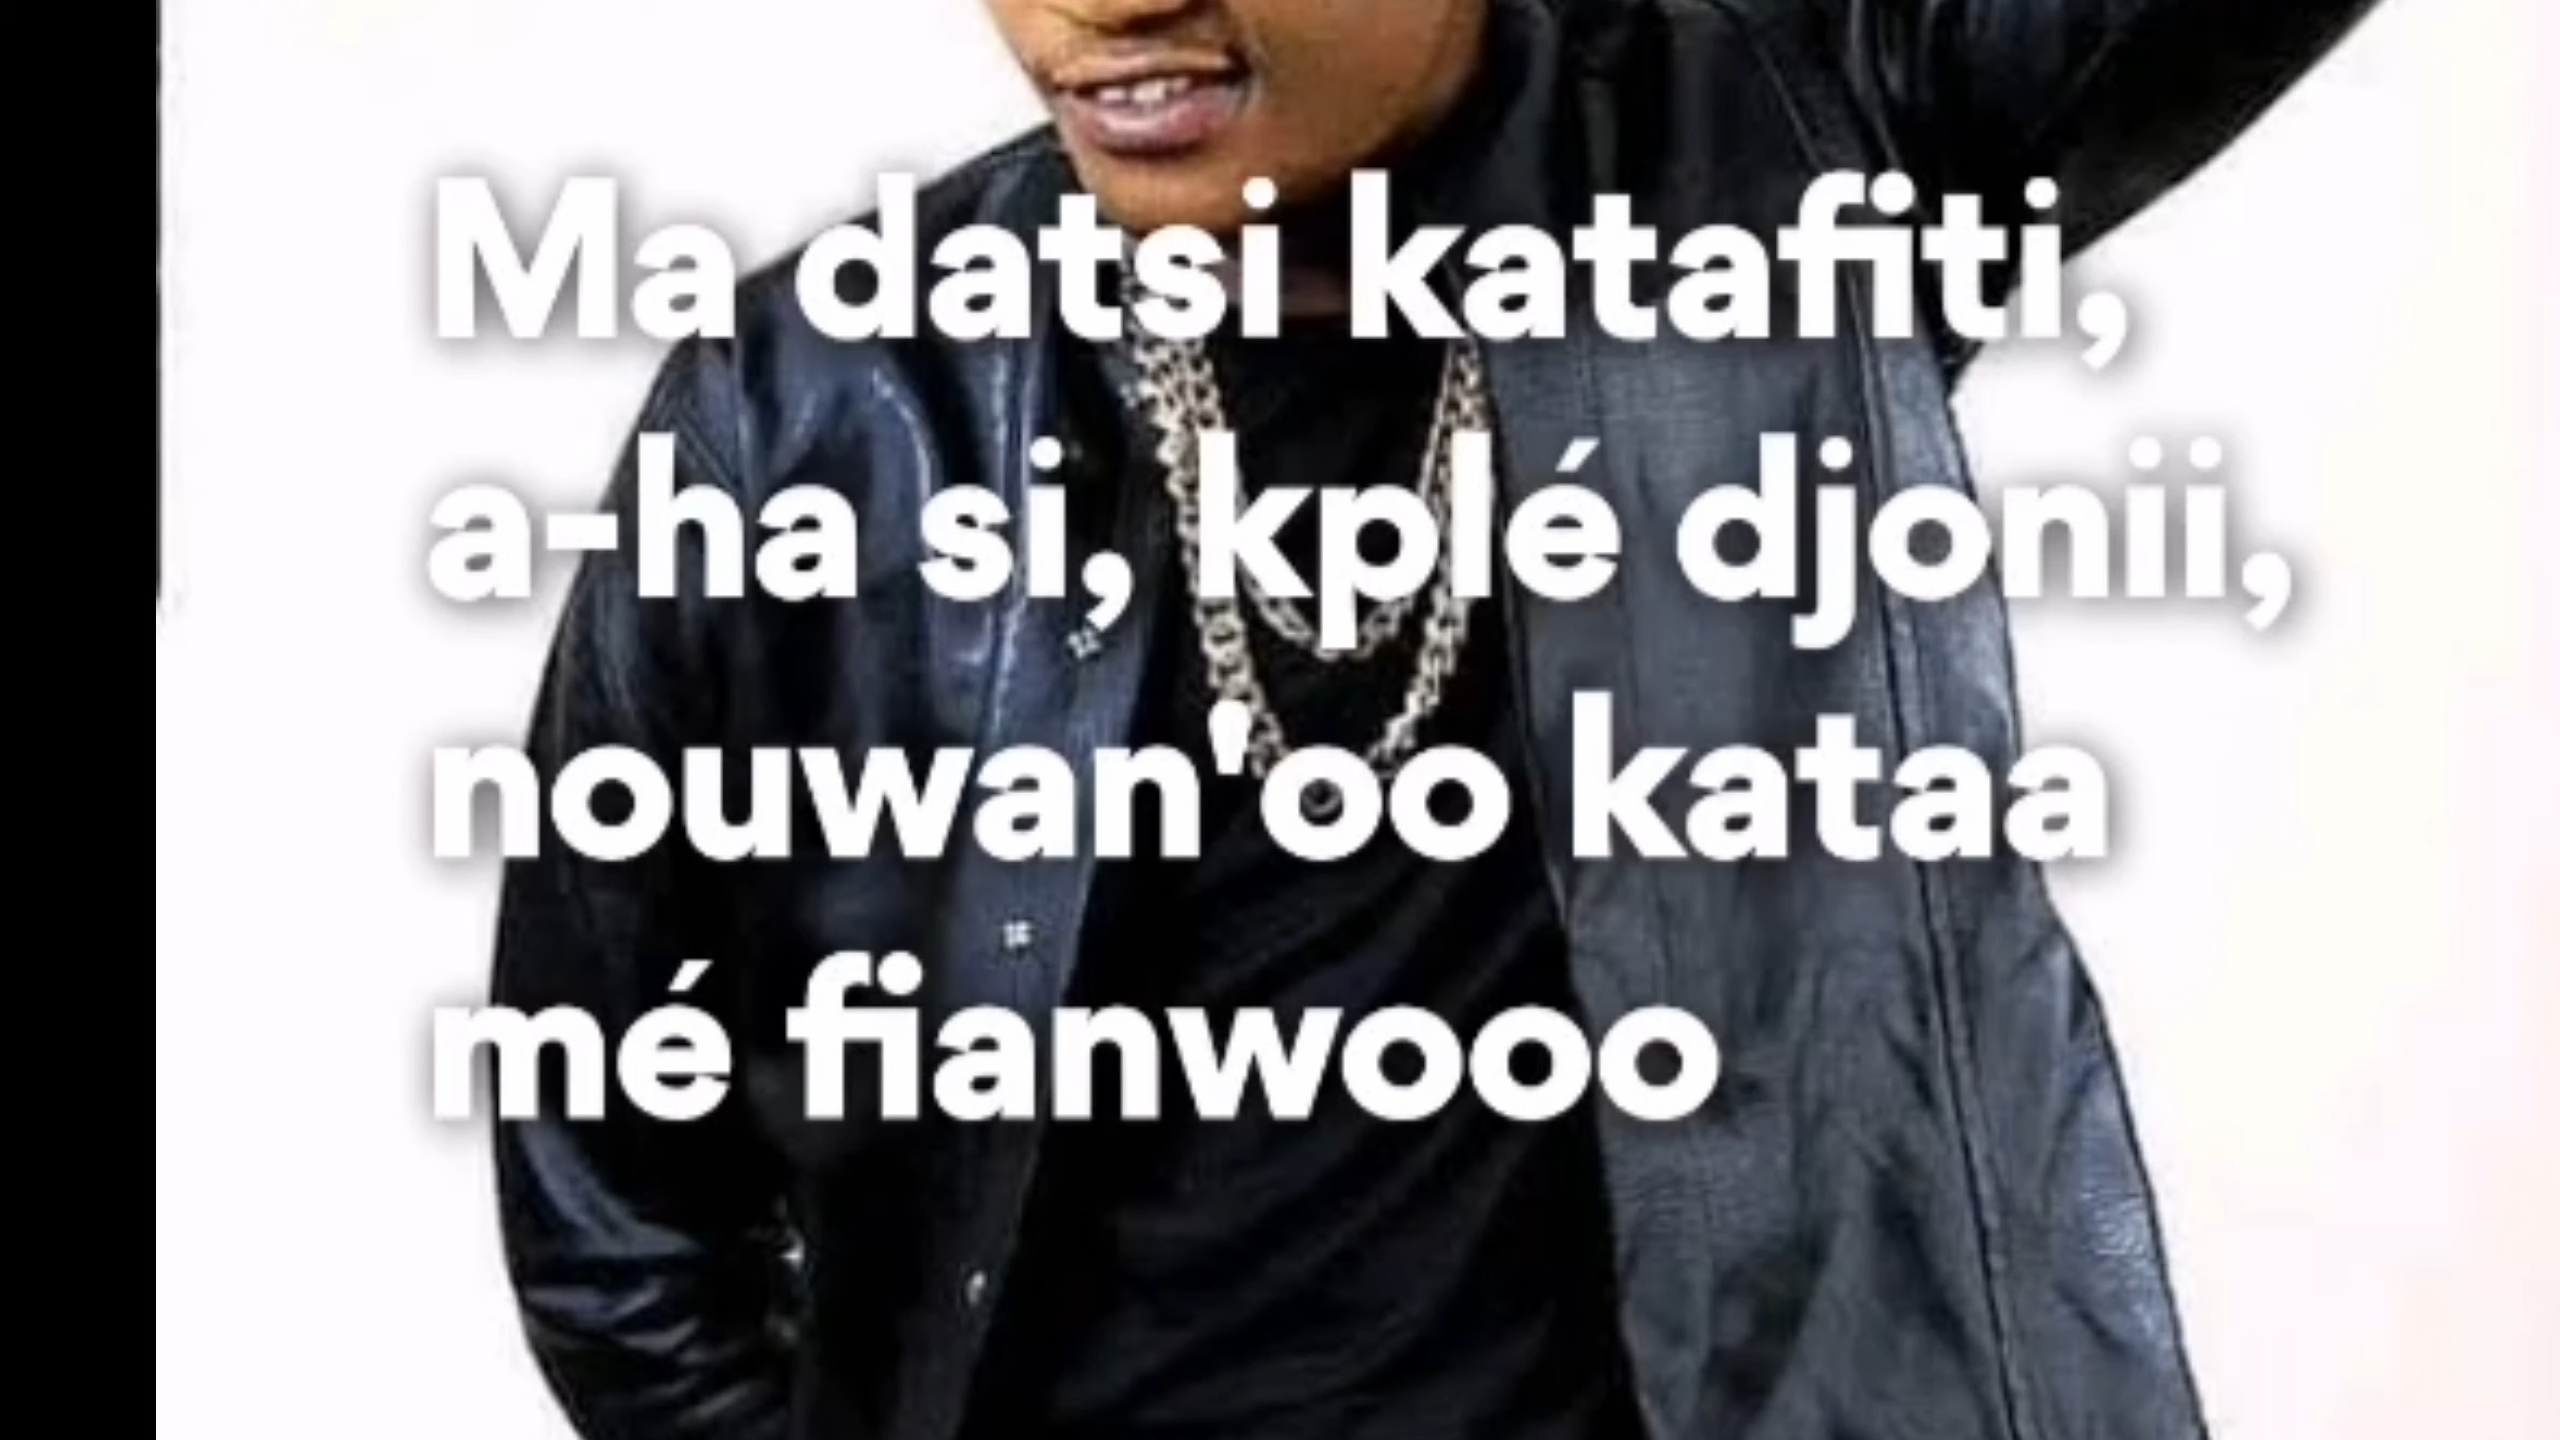 Ma datsi katafiti,
a-ha si, kplé djonii,
nouwan'oo kataa
mé fianwooo